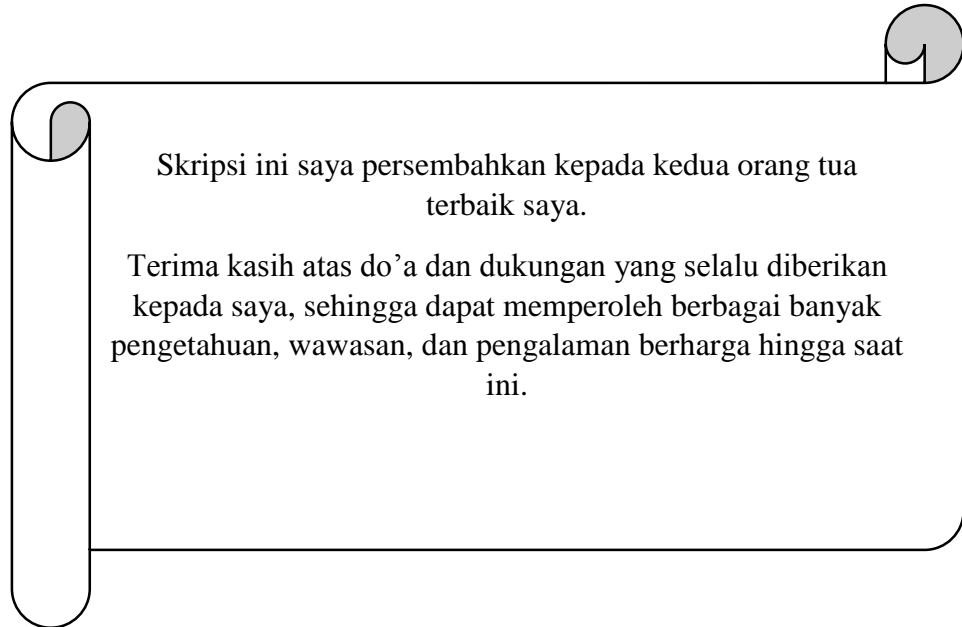 Skripsi ini saya persembahkan kepada kedua orang tua
terbaik saya.
Terima kasih atas do’a dan dukungan yang selalu diberikan
kepada saya, sehingga dapat memperoleh berbagai banyak
pengetahuan, wawasan, dan pengalaman berharga hingga saat
ini.